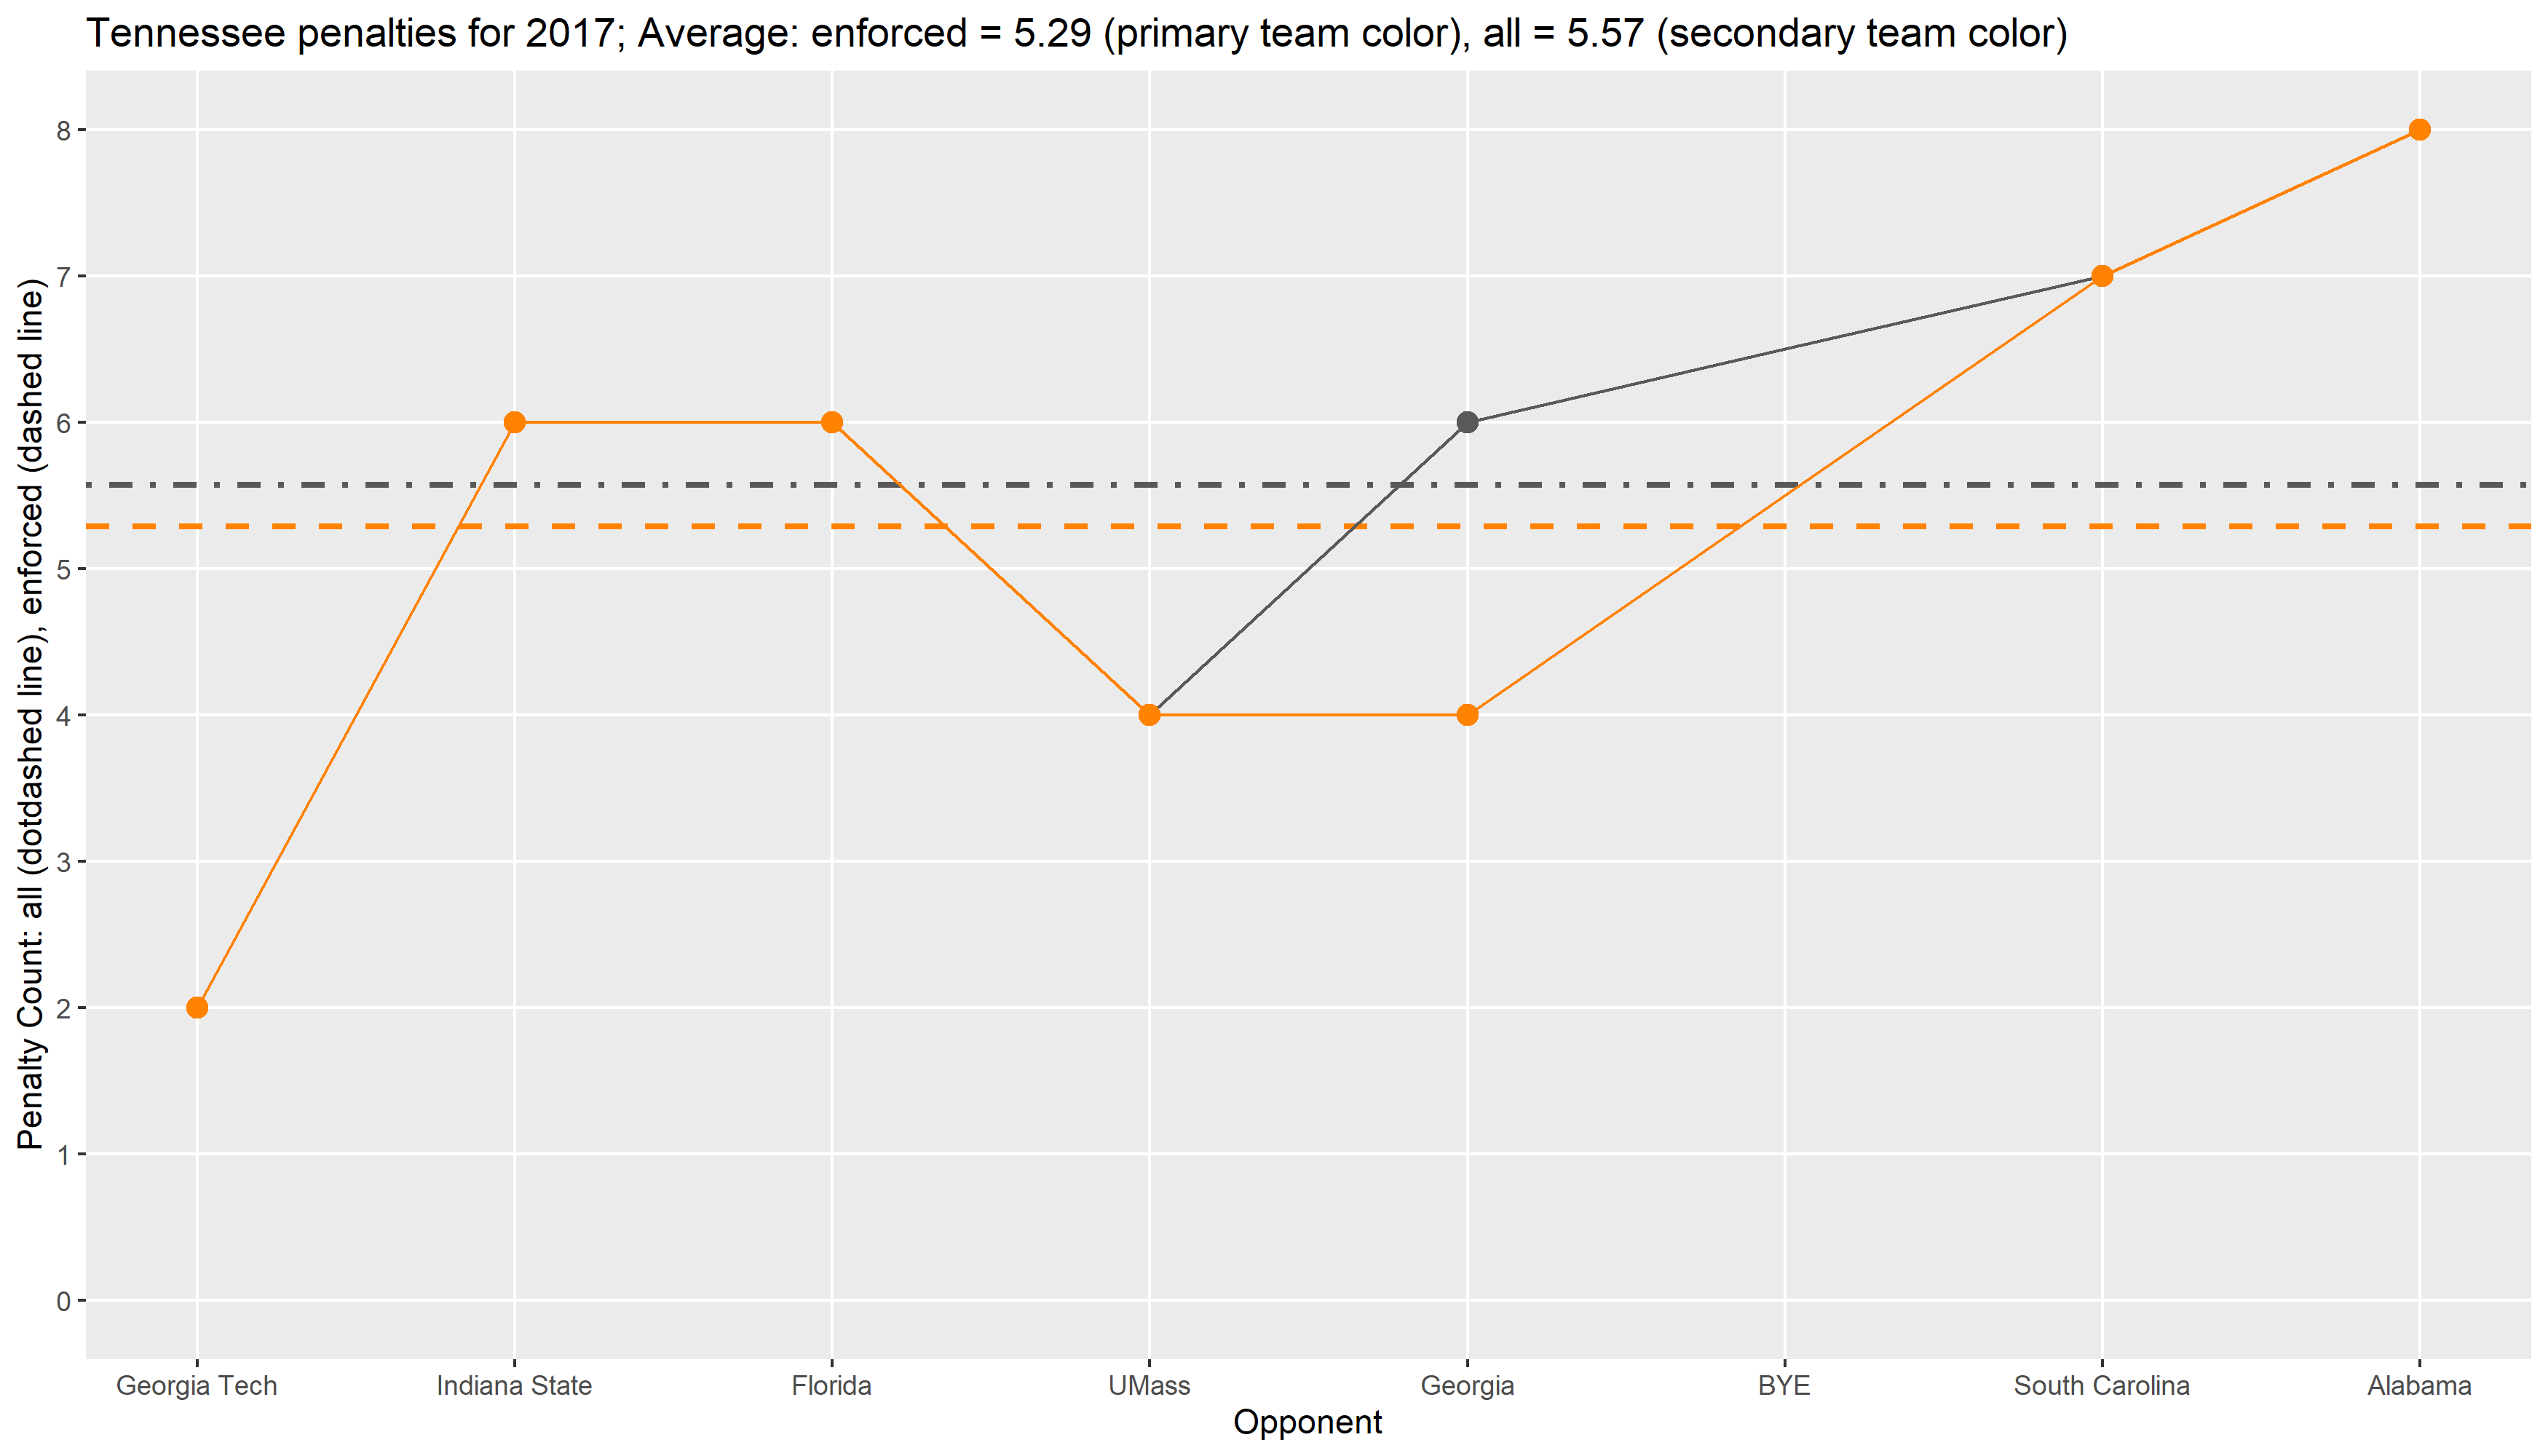 Tennessee penalties for 2017; Average: enforced = 5.29 (primary team color), all = 5.57 (secondary team color)
Penalty Count: all (dotdashed line), enforced (dashed line)
8
7
6
5
4
3
2
1
0
Georgia Tech
Indiana State
Florida
UMass
Georgia
BYE
South Carolina
Alabama
Opponent